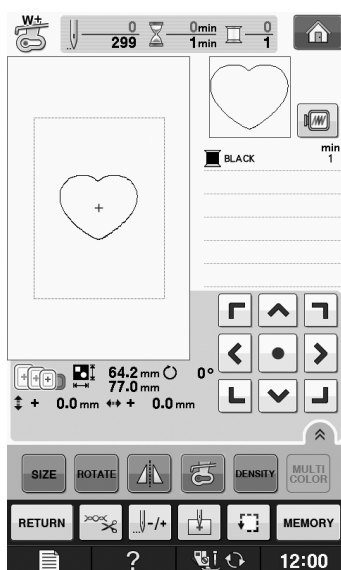 W+
0 0min 0
299 1min 1
min
BLACK 1
64.2 mm 0°
77.0 mm
+ 0.0 mm + 0.0 mm
SIZE ROTATE DENSITY MULTI COLOR
RETURN -/+ MEMORY
? 12:00